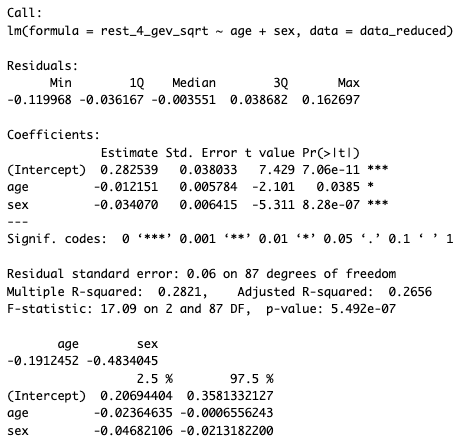 Call:
lm(formula = rest_4_gev_sqrt ~ age + sex, data = data_reduced)
Residuals:
Min 1Q Median 3Q Max
-0.119968 -0.036167 -0.003551 0.038682 0.162697
Coefficients:
Estimate Std. Error t value Pr(>|t|)
(Intercept) 0.282539 0.038033 7.429 7.06e-11 ***
age -0.012151 0.005784 -2.101 0.0385 *
sex -0.034070 0.006415 -5.311 8.28e-07 ***
---
Signif. codes: 0 ‘***’ 0.001 ‘**’ 0.01 ‘*’ 0.05 ‘.’ 0.1 ‘ ’ 1
Residual standard error: 0.06 on 87 degrees of freedom
Multiple R-squared: 0.2821, Adjusted R-squared: 0.2656
F-statistic: 17.09 on 2 and 87 DF, p-value: 5.492e-07
age sex
-0.1912452 -0.4834045
2.5 % 97.5 %
(Intercept) 0.20694404 0.3581332127
age -0.02364635 -0.0006556243
sex -0.04682106 -0.0213182200